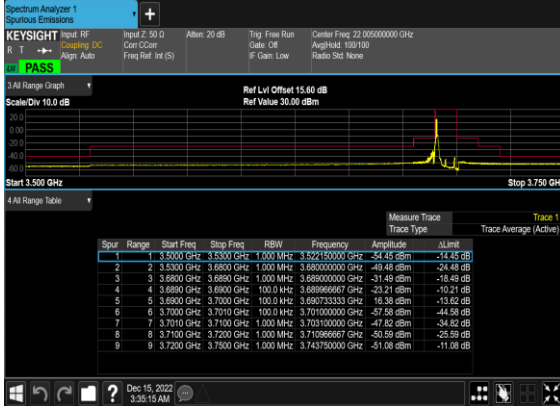 Spectrum Analyzer 1
Spurious Emissions
+
KEYSIGHT Input: RF Input Z: 50 Ω Atten: 20 dB Trig: Free Run Center Freq: 22.005000000 GHz
R T Coupling: DC Corr CCorr Gate: Off Avg|Hold: 100/100
Align: Auto Freq Ref: Int (S) IF Gain: Low Radio Std: None
PASS
3 All Range Graph
Ref Lvl Offset 15.60 dB
Scale/Div 10.0 dB Ref Value 30.00 dBm
20.0
0.00
-20.0
-40.0
-60.0
Start 3.500 GHz Stop 3.750 GH
4 All Range Table
Measure Trace Trace 1
Trace Type Trace Average (Active)
Spur Range Start Freq Stop Freq RBW Frequency Amplitude ΔLimit
1 1 3.5000 GHz 3.5300 GHz 1.000 MHz 3.522150000 GHz -54.45 dBm -14.45 dB
2 2 3.5300 GHz 3.6800 GHz 1.000 MHz 3.680000000 GHz -49.48 dBm -24.48 dB
3 3 3.6800 GHz 3.6890 GHz 1.000 MHz 3.689000000 GHz -31.49 dBm -18.49 dB
4 4 3.6890 GHz 3.6900 GHz 100.0 kHz 3.689966667 GHz -23.21 dBm -10.21 dB
5 5 3.6900 GHz 3.7000 GHz 100.0 kHz 3.690733333 GHz 16.38 dBm -13.62 dB
6 6 3.7000 GHz 3.7010 GHz 100.0 kHz 3.701000000 GHz -57.58 dBm -44.58 dB
7 7 3.7010 GHz 3.7100 GHz 1.000 MHz 3.703100000 GHz -47.82 dBm -34.82 dB
8 8 3.7100 GHz 3.7200 GHz 1.000 MHz 3.710966667 GHz -50.59 dBm -25.59 dB
9 9 3.7200 GHz 3.7500 GHz 1.000 MHz 3.743750000 GHz -51.08 dBm -11.08 dB
? Dec 15, 2022
3:35:15 AM